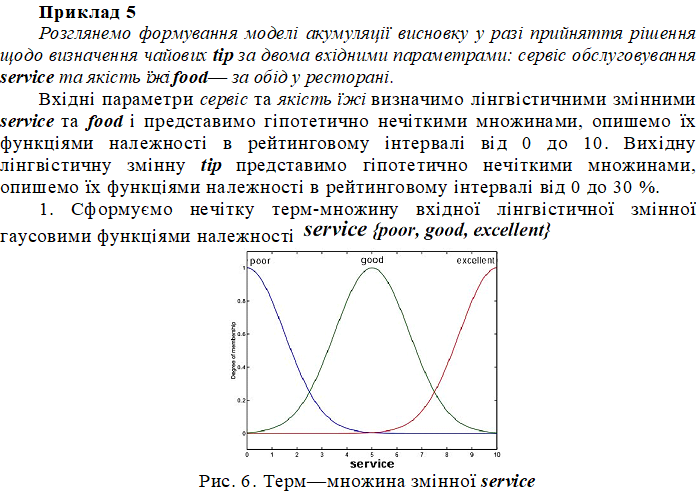 Приклад 5
Розглянемо формування моделі акумуляції висновку у разі прийняття рішення
щодо визначення чайових tip за двома вхідними параметрами: сервіс обслуговування
service та якість їжі food— за обід у ресторані.
Вхідні параметри сервіс та якість їжі визначимо лінгвістичними змінними
service та food і представимо гіпотетично нечіткими множинами, опишемо їх
функціями належності в рейтинговому інтервалі від 0 до 10. Вихідну
лінгвістичну змінну tip представимо гіпотетично нечіткими множинами,
опишемо їх функціями належності в рейтинговому інтервалі від 0 до 30 %.
1. Сформуємо нечітку терм-множину вхідної лінгвістичної змінної
гаусовими функціями належності service {poor, good, excellent}
poor good excellent
1
0.8
0.6
0.4
0.2
0
Degree of membership
0 1 2 3 4 5 6 7 8 9 10
service
Рис. 6. Терм—множина змінної service